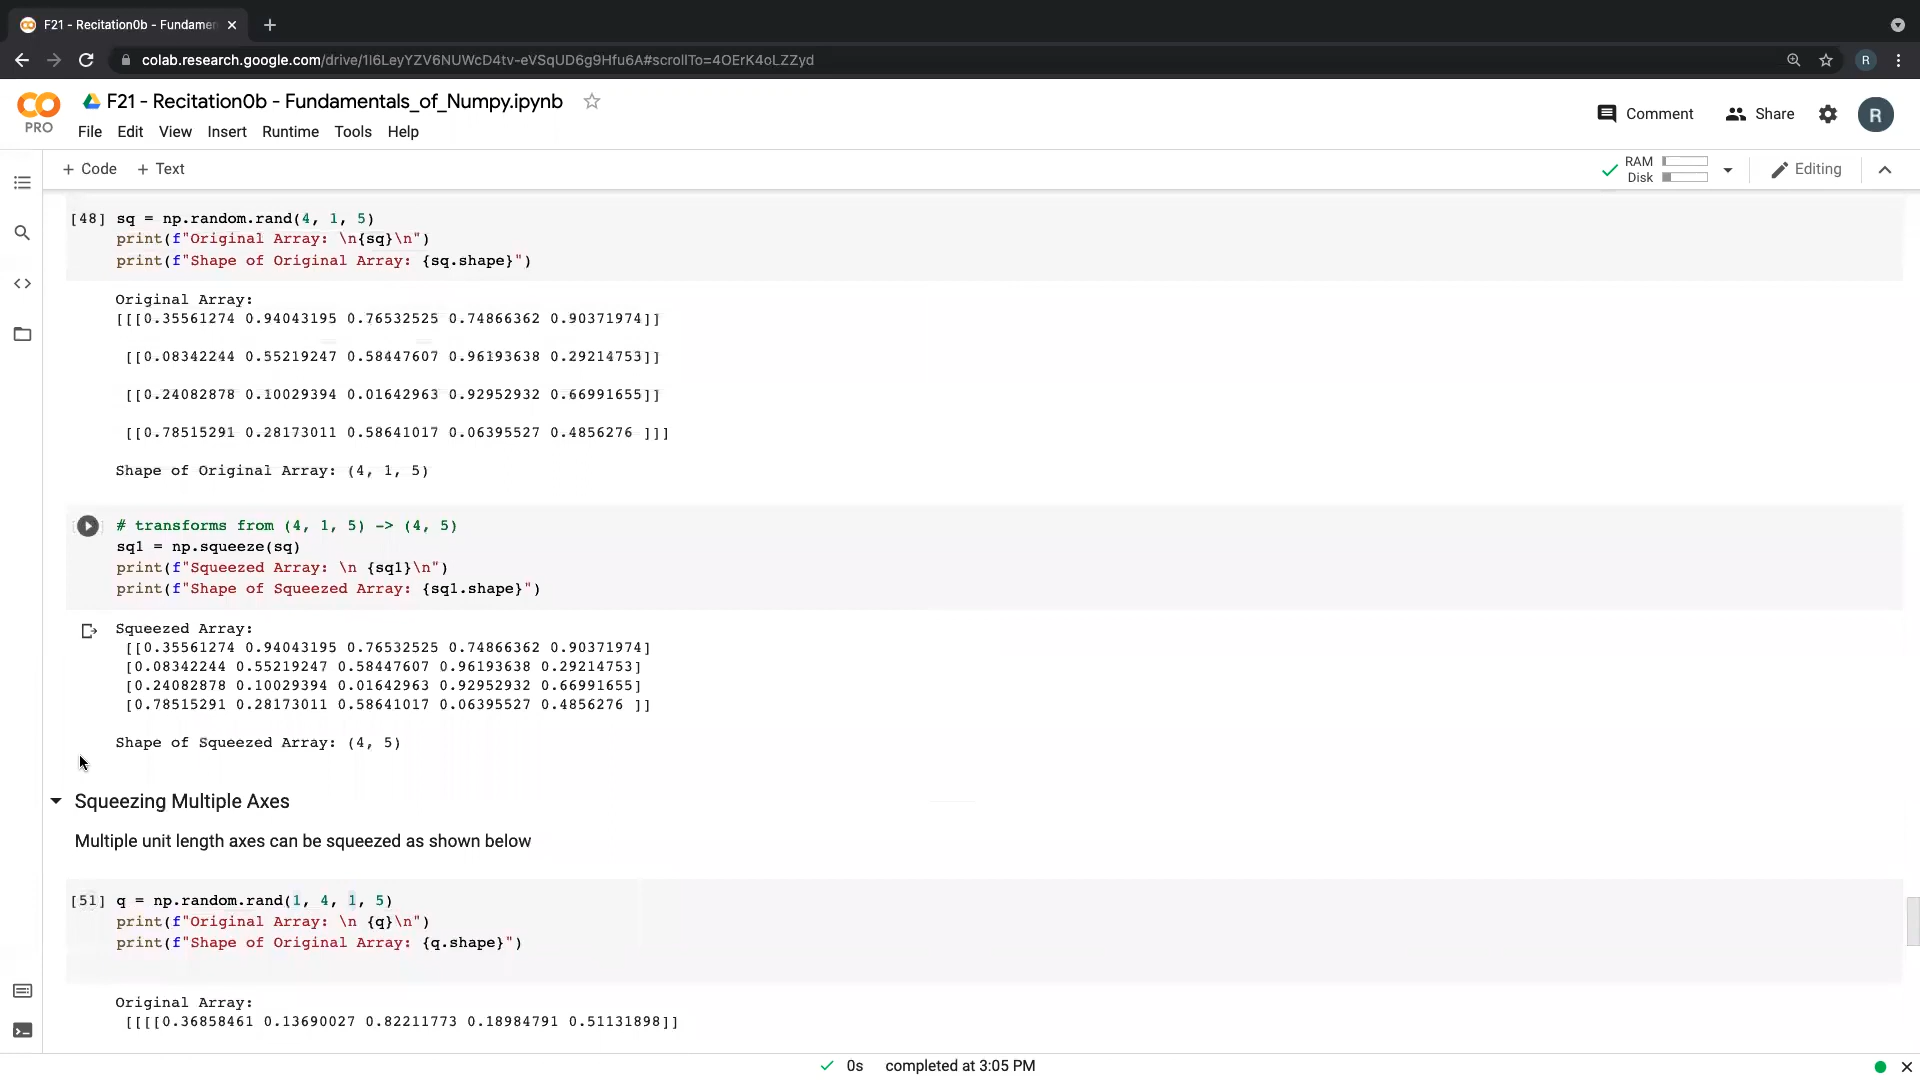 F21 - Recitation0b - Fundamen
colab.research.google.com/drive/1I6LeyYZV6NUWcD4tv-eVSqUD6g9Hfu6A#scrollTo=4OErK4oLZZyd
R
PRO
F21 - Recitation0b - Fundamentals_of_Numpy.ipynb
File Edit View Insert Runtime Tools Help
Comment
Share
R
+ Code + Text
RAM
Disk
Editing
[48] sq = np.random.rand(4, 1, 5)
print(f"Original Array: \n{sq}\n")
print(f"Shape of Original Array: {sq.shape}")
Original Array:
[[[0.35561274 0.94043195 0.76532525 0.74866362 0.90371974]]
[[0.08342244 0.55219247 0.58447607 0.96193638 0.29214753]]
[[0.24082878 0.10029394 0.01642963 0.92952932 0.66991655]]
[[0.78515291 0.28173011 0.58641017 0.06395527 0.4856276 ]]]
Shape of Original Array: (4, 1, 5)
# transforms from (4, 1, 5) -> (4, 5)
sq1 = np.squeeze(sq)
print(f"Squeezed Array: \n {sq1}\n")
print(f"Shape of Squeezed Array: {sq1.shape}")
Squeezed Array:
[[0.35561274 0.94043195 0.76532525 0.74866362 0.90371974]
[0.08342244 0.55219247 0.58447607 0.96193638 0.29214753]
[0.24082878 0.10029394 0.01642963 0.92952932 0.66991655]
[0.78515291 0.28173011 0.58641017 0.06395527 0.4856276 ]]
Shape of Squeezed Array: (4, 5)
Squeezing Multiple Axes
Multiple unit length axes can be squeezed as shown below
[51] q = np.random.rand(1, 4, 1, 5)
print(f"Original Array: \n {q}\n")
print(f"Shape of Original Array: {q.shape}")
Original Array:
[[[[0.36858461 0.13690027 0.82211773 0.18984791 0.51131898]]
0s completed at 3:05 PM